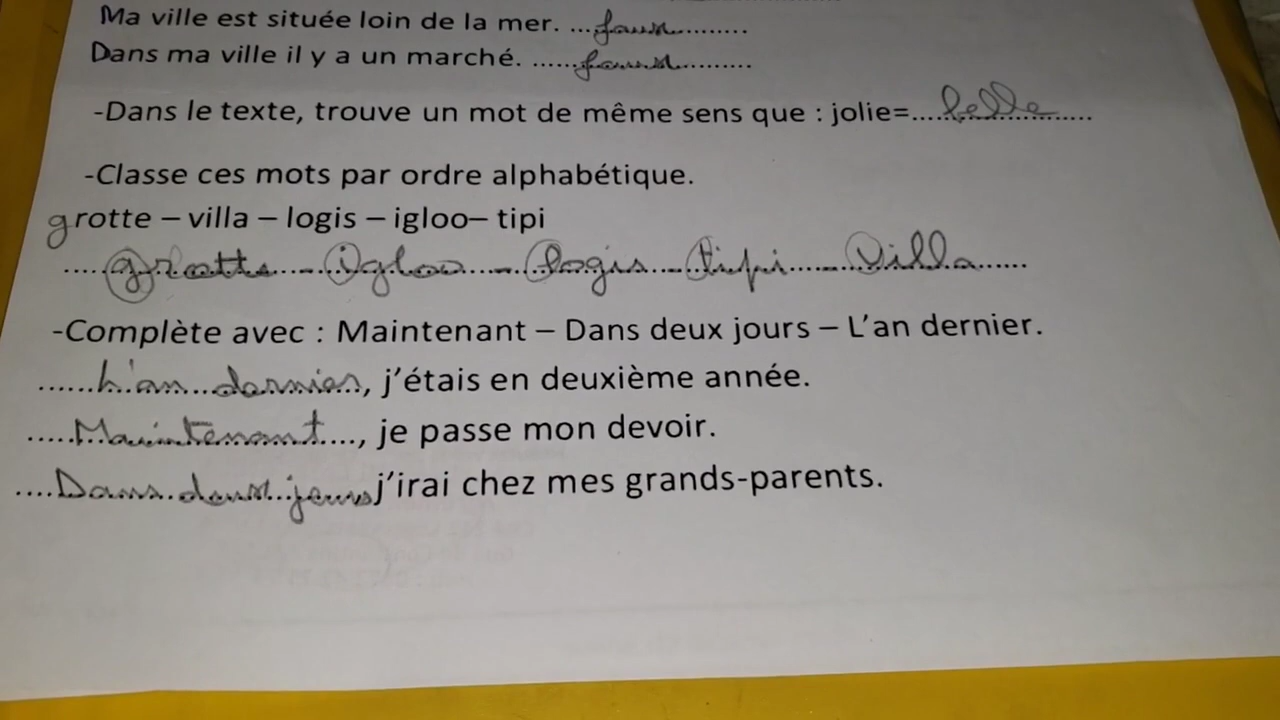 Ma ville est située loin de la mer. ...faux.........
Dans ma ville il y a un marché. ......faux..........
-Dans le texte, trouve un mot de même sens que : jolie=....belle.....
-Classe ces mots par ordre alphabétique.
grotte – villa – logis – igloo– tipi
....grotte...-.igloo...-.logis...-tipi......-villa......
-Complète avec : Maintenant – Dans deux jours – L'an dernier.
......L'an...dernier., j'étais en deuxième année.
.....Maintenant...., je passe mon devoir.
....Dans.deux.jours j'irai chez mes grands-parents.